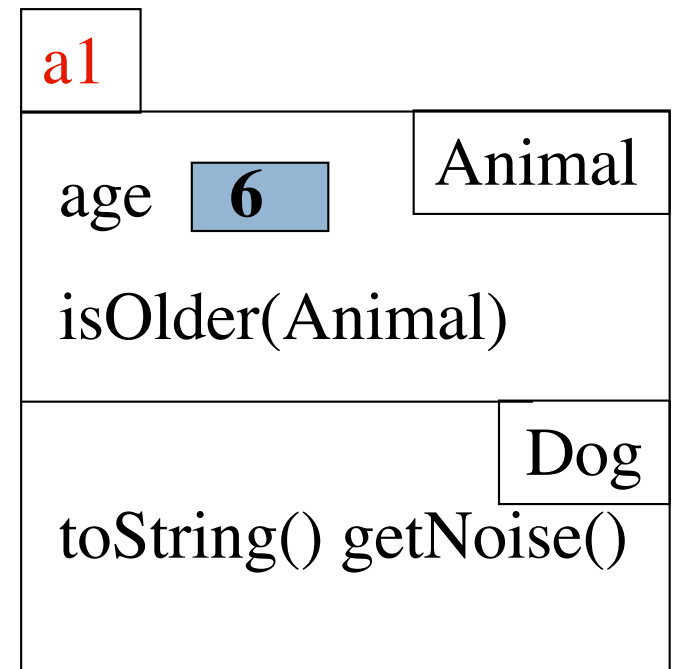 a1
Animal
age 6
isOlder(Animal)
Dog
toString() getNoise()